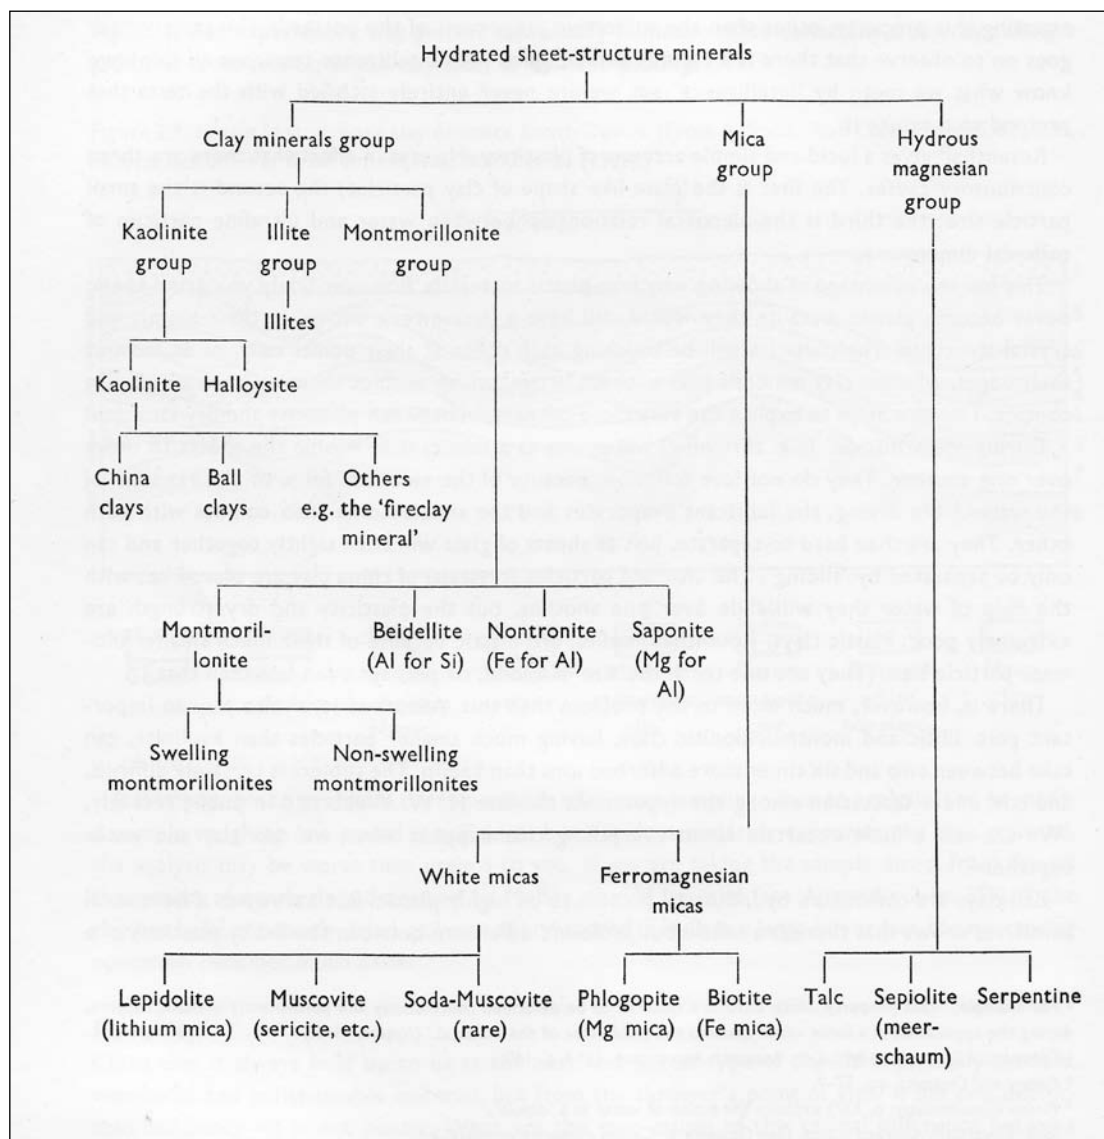 Hydrated sheet-structure minerals
Clay minerals group
Mica
group
Hydrous
magnesian
group
Kaolinite
group
Illite
group
Montmorillonite
group
Illites
Kaolinite
Halloysite
China
clays
Ball
clays
Others
e.g. the 'fireclay
mineral'
Montmoril-
lonite
Beidellite
(Al for Si)
Nontronite
(Fe for Al)
Saponite
(Mg for
Al)
Swelling
montmorillonites
Non-swelling
montmorillonites
White micas
Ferromagnesian
micas
Lepidolite
(lithium mica)
Muscovite
(sericite, etc.)
Soda-Muscovite
(rare)
Phlogopite
(Mg mica)
Biotite
(Fe mica)
Talc
Sepiolite
(meer-
schaum)
Serpentine